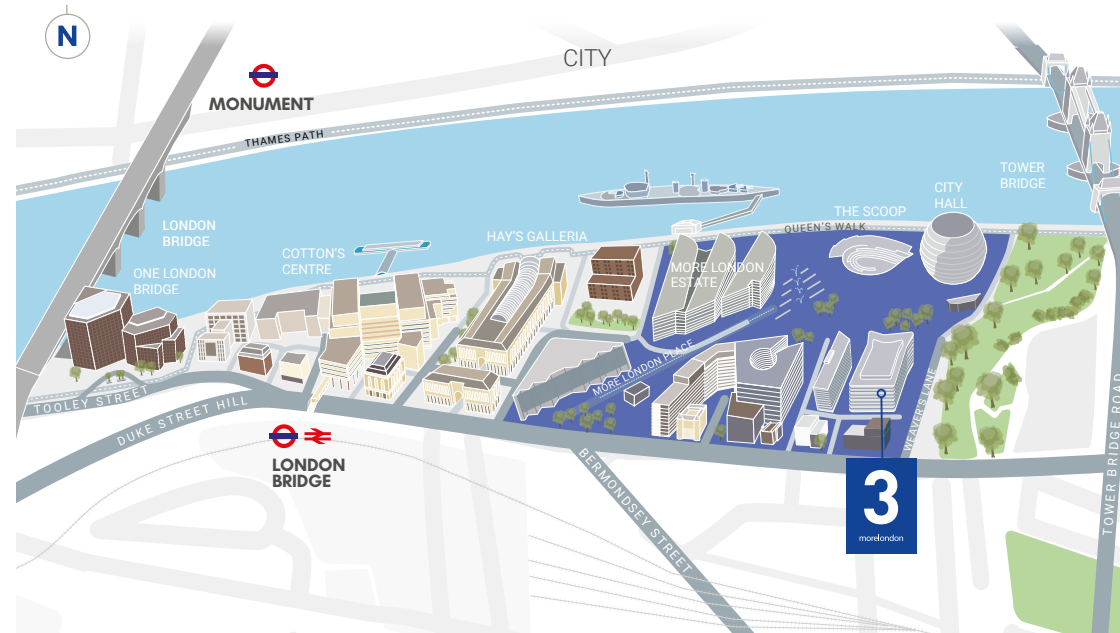 N
CITY
MONUMENT
THAMES PATH
TOWER
BRIDGE
CITY
HALL
THE SCOOP
QUEEN'S WALK
LONDON
BRIDGE
HAY'S GALLERIA
COTTON'S
CENTRE
ONE LONDON
BRIDGE
MORE LONDON
ESTATE
MORE LONDON PLACE
TOOLEY STREET
DUKE STREET HILL
WEAVER'S LANE
TOWER BRIDGE ROAD
LONDON
BRIDGE
BERMONDSEY STREET
3
morelondon